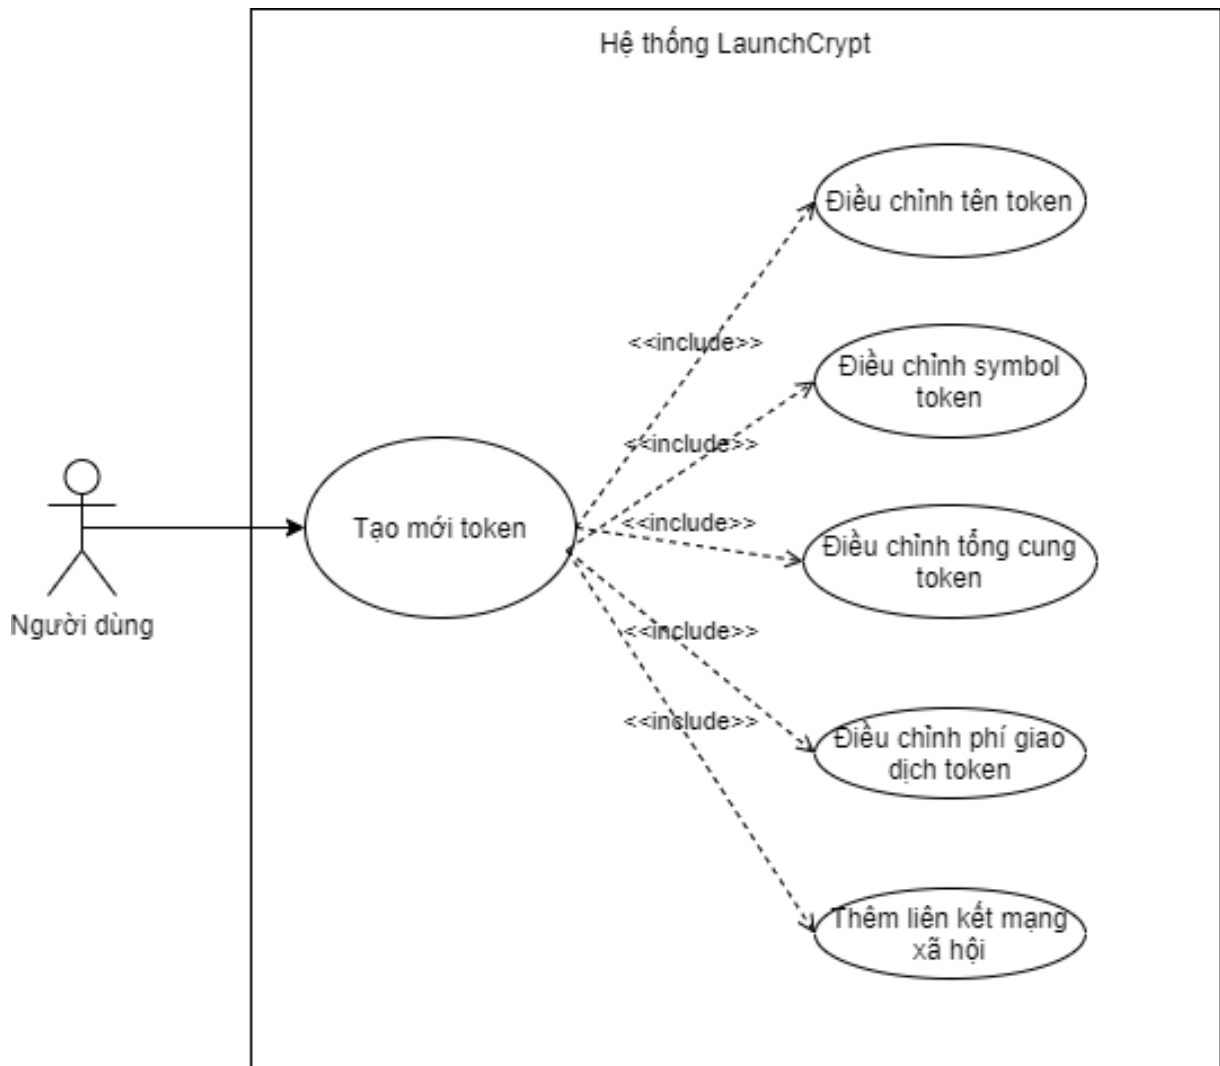 Hệ thống LaunchCrypt
Điều chỉnh tên token
<<include>>
Điều chỉnh symbol
token
<<include>>
Tạo mới token
<<include>>
Điều chỉnh tổng cung
token
Người dùng
<<include>>
<<include>>
Điều chỉnh phí giao
dịch token
Thêm liên kết mạng
xã hội